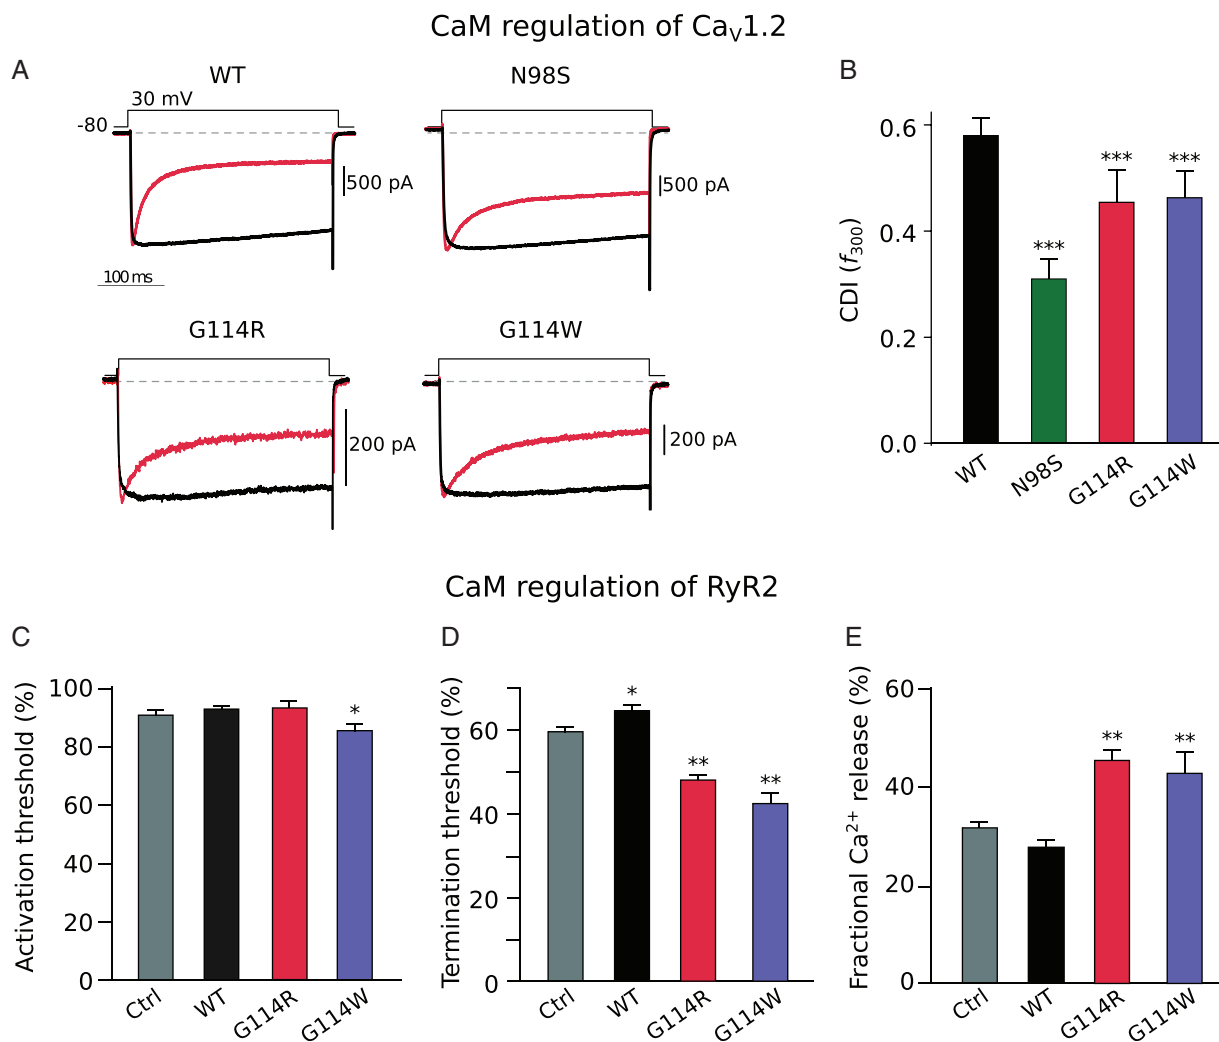 CaM regulation of CaV1.2
A
B
WT
N98S
30 mV
-80
500 pA
500 pA
100 ms
G114R
G114W
200 pA
200 pA
CDI (f300)
0.6
0.4
0.2
0.0
***
***
***
WT
N98S
G114R
G114W
CaM regulation of RyR2
C
D
E
Activation threshold (%)
100
80
60
40
20
0
*
Ctrl
WT
G114R
G114W
Termination threshold (%)
60
40
20
0
*
**
**
Ctrl
WT
G114R
G114W
Fractional Ca2+ release (%)
60
40
20
0
**
**
Ctrl
WT
G114R
G114W